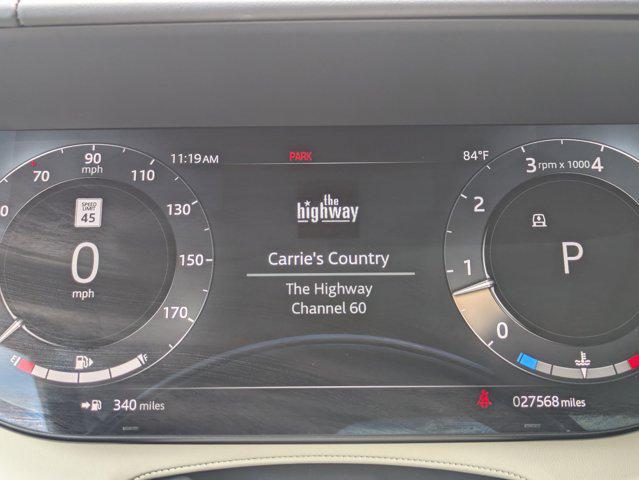 11:19AM
PARK
84°F
90
mph
70
110
130
150
170
SPEED
LIMIT
45
0
mph
E
F
340 miles
the
highway
Carrie's Country
The Highway
Channel 60
3 rpm x 1000 4
2
1
0
P
027568 miles